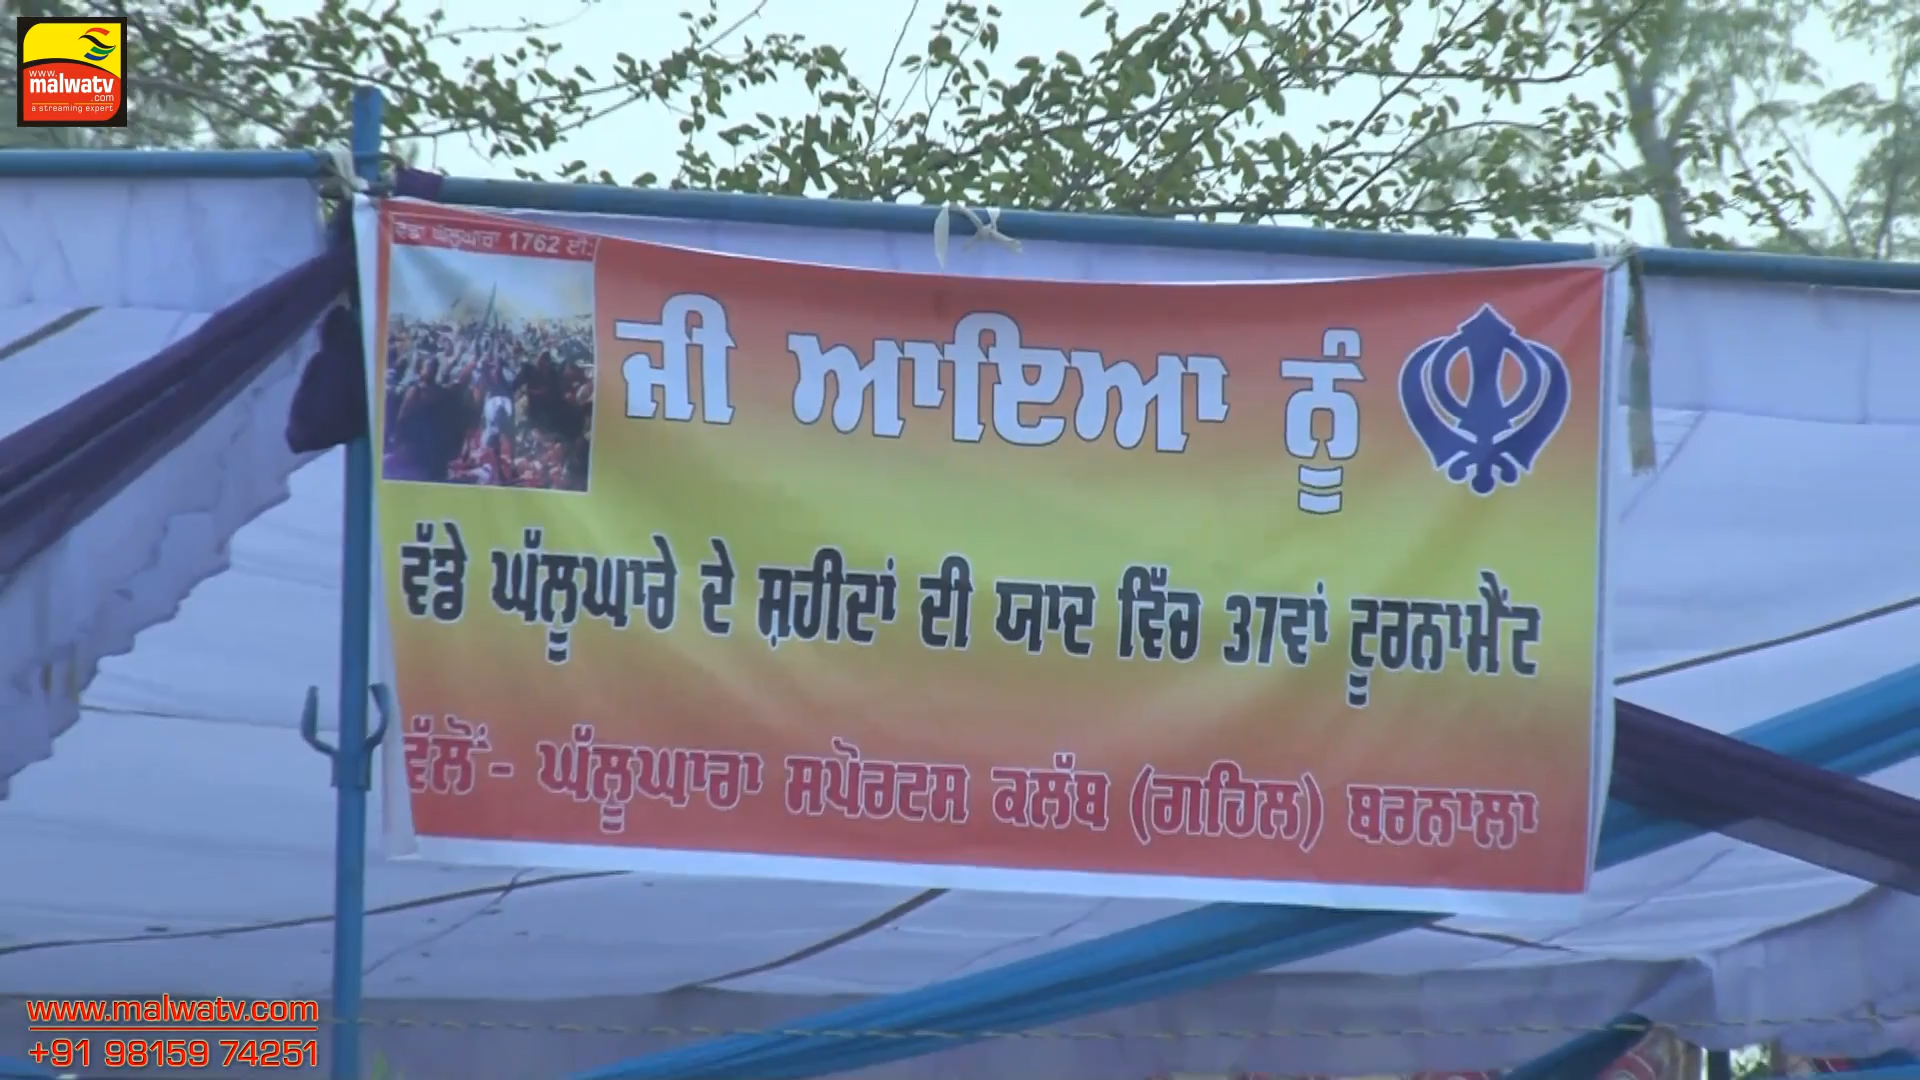 www.
malwatv
.com
a streaming expert
ਵੱਡਾ ਘੱਲੂਘਾਰਾ 1762 ਈ:
ਜੀ ਆਇਆ ਨੂੰ
ਵੱਡੇ ਘੱਲੂਘਾਰੇ ਦੇ ਸ਼ਹੀਦਾਂ ਦੀ ਯਾਦ ਵਿੱਚ 37ਵਾਂ ਟੂਰਨਾਮੈਂਟ
ਵੱਲੋਂ - ਘੱਲੂਘਾਰਾ ਸਪੋਰਟਸ ਕਲੱਬ (ਗਹਿਲ) ਬਰਨਾਲਾ
www.malwatv.com
+91 98159 74251